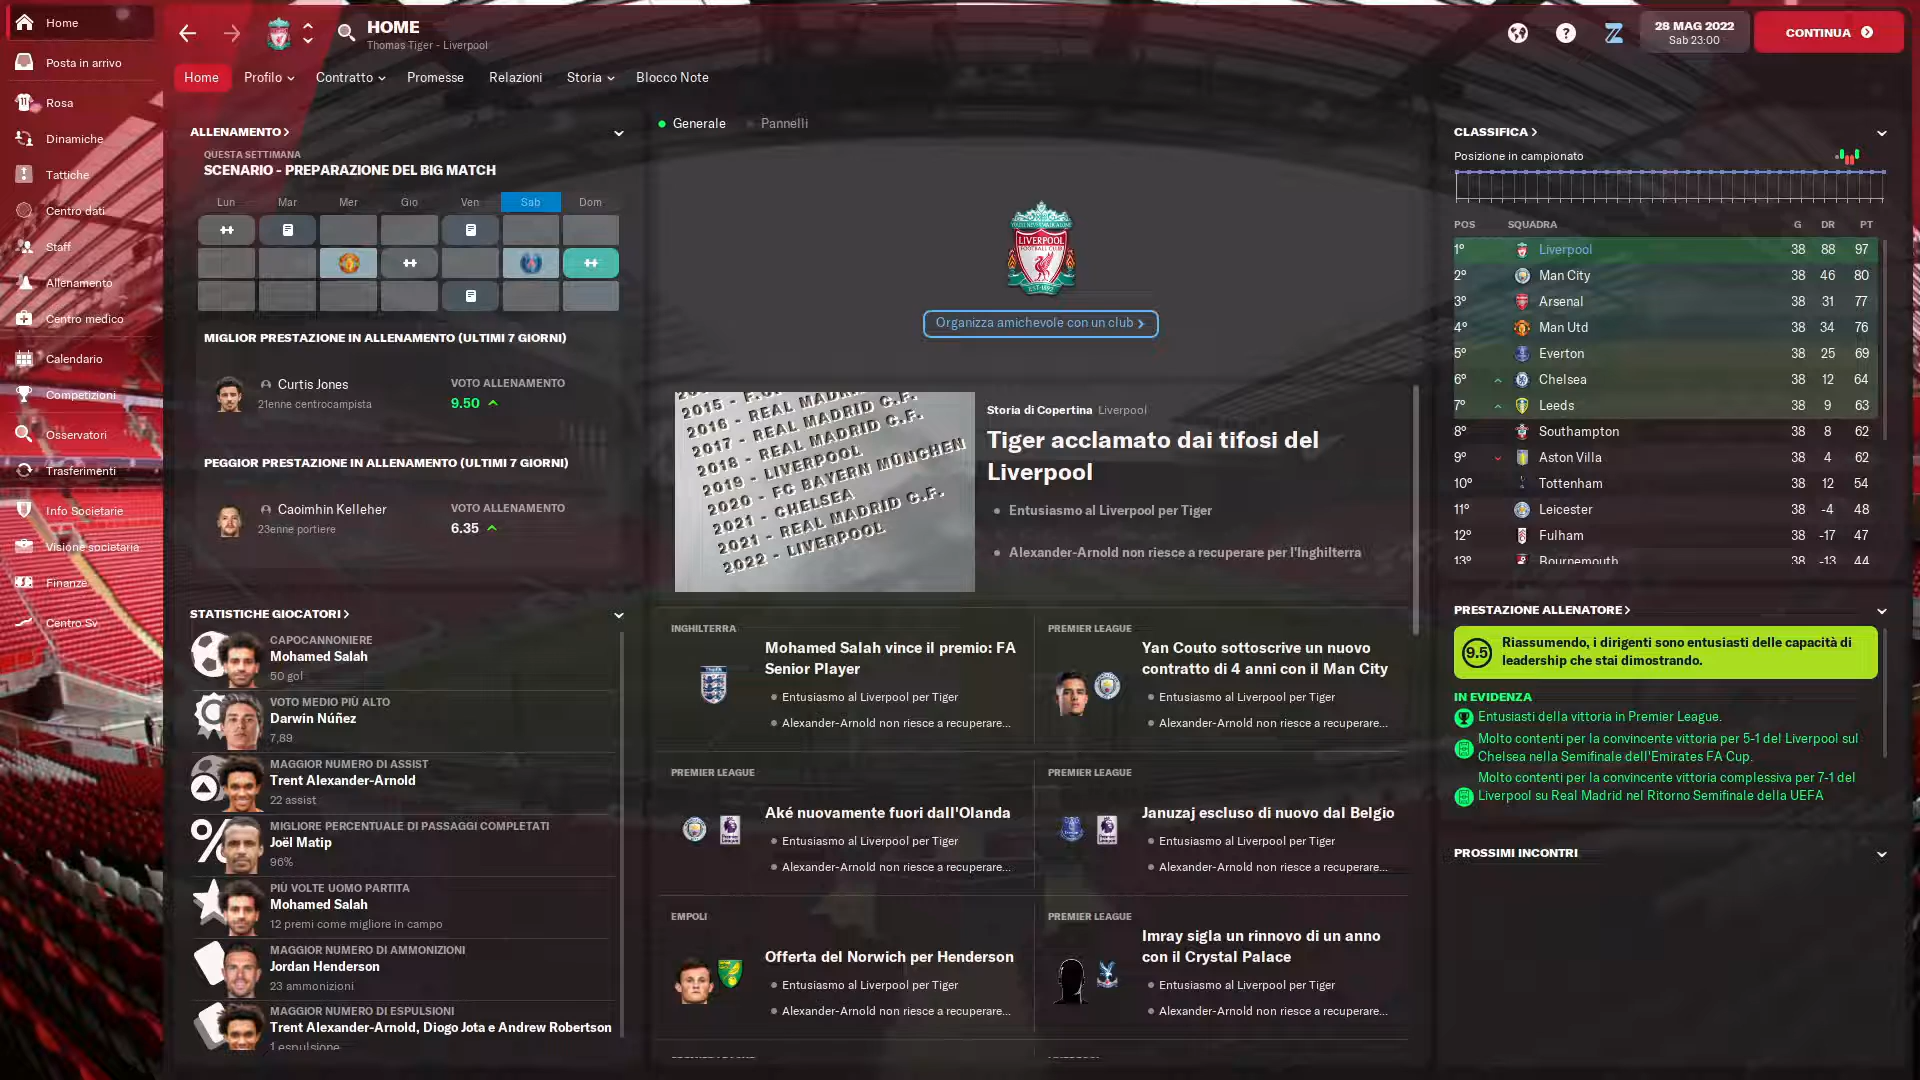 Home
Posta in arrivo
Rosa
Dinamiche
Tattiche
Centro dati
Staff
Allenamento
Centro medico
Calendario
Competizioni
Osservatori
Trasferimenti
Info Societarie
Visione societaria
Finanze
Centro Sv
HOME
Thomas Tiger - Liverpool
28 MAG 2022
Sab 23:00
CONTINUA
Home
Profilo
Contratto
Promesse
Relazioni
Storia
Blocco Note
ALLENAMENTO
QUESTA SETTIMANA
SCENARIO - PREPARAZIONE DEL BIG MATCH
Lun Mar Mer Gio Ven Sab Dom
MIGLIOR PRESTAZIONE IN ALLENAMENTO (ULTIMI 7 GIORNI)
Curtis Jones
21enne centrocampista
VOTO ALLENAMENTO
9.50
PEGGIOR PRESTAZIONE IN ALLENAMENTO (ULTIMI 7 GIORNI)
Caoimhin Kelleher
23enne portiere
VOTO ALLENAMENTO
6.35
STATISTICHE GIOCATORI
CAPOCANNONIERE
Mohamed Salah
50 gol
VOTO MEDIO PIÙ ALTO
Darwin Núñez
7,89
MAGGIOR NUMERO DI ASSIST
Trent Alexander-Arnold
22 assist
MIGLIORE PERCENTUALE DI PASSAGGI COMPLETATI
Joël Matip
96%
PIÙ VOLTE UOMO PARTITA
Mohamed Salah
12 premi come migliore in campo
MAGGIOR NUMERO DI AMMONIZIONI
Jordan Henderson
23 ammonizioni
MAGGIOR NUMERO DI ESPULSIONI
Trent Alexander-Arnold, Diogo Jota e Andrew Robertson
1 espulsione
Generale
Pannelli
LIVERPOOL
FOOTBALL CLUB
EST·1892
Organizza amichevole con un club
2016 - REAL MADRID C.F.
2017 - REAL MADRID C.F.
2018 - REAL MADRID C.F.
2019 - LIVERPOOL
2020 - FC BAYERN MÜNCHEN
2021 - CHELSEA
2021 - REAL MADRID C.F.
2022 - LIVERPOOL
Storia di Copertina Liverpool
Tiger acclamato dai tifosi del
Liverpool
Entusiasmo al Liverpool per Tiger
Alexander-Arnold non riesce a recuperare per l'Inghilterra
INGHILTERRA
Mohamed Salah vince il premio: FA
Senior Player
Entusiasmo al Liverpool per Tiger
Alexander-Arnold non riesce a recuperare...
PREMIER LEAGUE
Yan Couto sottoscrive un nuovo
contratto di 4 anni con il Man City
Entusiasmo al Liverpool per Tiger
Alexander-Arnold non riesce a recuperare...
PREMIER LEAGUE
Aké nuovamente fuori dall'Olanda
Entusiasmo al Liverpool per Tiger
Alexander-Arnold non riesce a recuperare...
PREMIER LEAGUE
Januzaj escluso di nuovo dal Belgio
Entusiasmo al Liverpool per Tiger
Alexander-Arnold non riesce a recuperare...
EMPOLI
Offerta del Norwich per Henderson
Entusiasmo al Liverpool per Tiger
Alexander-Arnold non riesce a recuperare...
PREMIER LEAGUE
Imray sigla un rinnovo di un anno
con il Crystal Palace
Entusiasmo al Liverpool per Tiger
Alexander-Arnold non riesce a recuperare...
CLASSIFICA
Posizione in campionato
POS SQUADRA G DR PT
1º Liverpool 38 88 97
2º Man City 38 46 80
3º Arsenal 38 31 77
4º Man Utd 38 34 76
5º Everton 38 25 69
6º Chelsea 38 12 64
7º Leeds 38 9 63
8º Southampton 38 8 62
9º Aston Villa 38 4 62
10º Tottenham 38 12 54
11º Leicester 38 -4 48
12º Fulham 38 -17 47
13º Bournemouth 38 -13 44
PRESTAZIONE ALLENATORE
9.5
Riassumendo, i dirigenti sono entusiasti delle capacità di
leadership che stai dimostrando.
IN EVIDENZA
Entusiasti della vittoria in Premier League.
Molto contenti per la convincente vittoria per 5-1 del Liverpool sul
Chelsea nella Semifinale dell'Emirates FA Cup.
Molto contenti per la convincente vittoria complessiva per 7-1 del
Liverpool su Real Madrid nel Ritorno Semifinale della UEFA
PROSSIMI INCONTRI